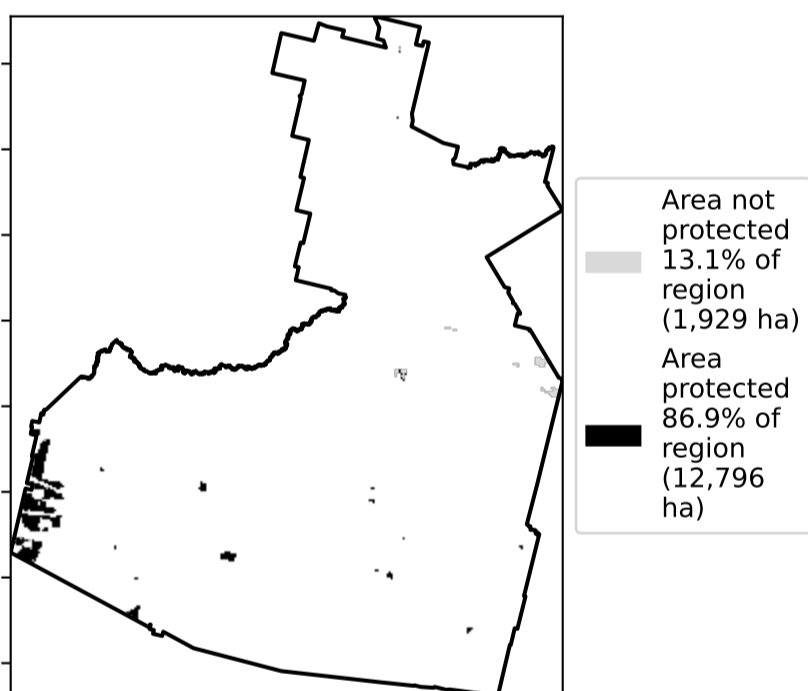 Area not
protected
13.1% of
region
(1,929 ha)
Area
protected
86.9% of
region
(12,796
ha)